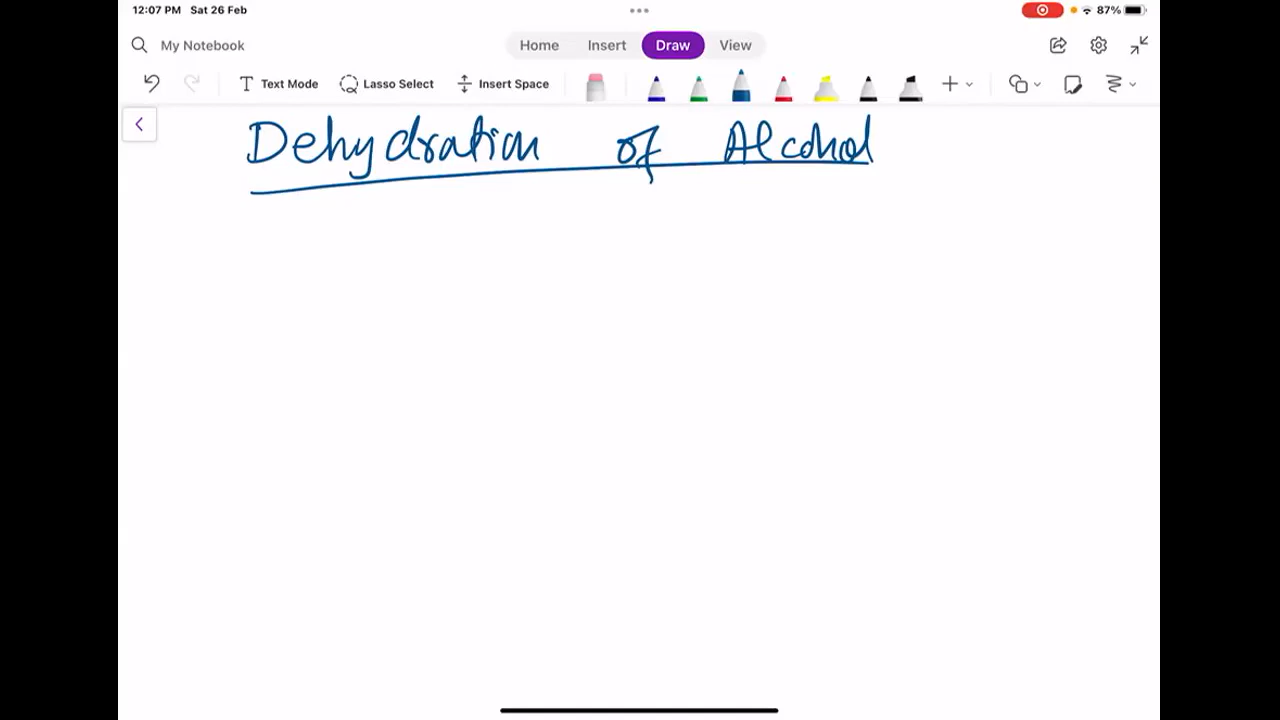 12:07 PM Sat 26 Feb 87%
My Notebook Home Insert Draw View
Text Mode Lasso Select Insert Space
Dehydration of Alcohol